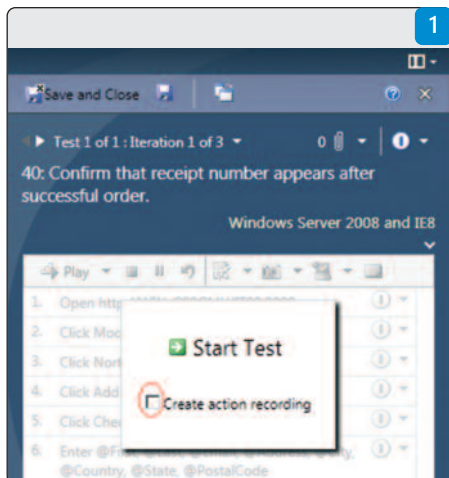 1
Save and Close
Test 1 of 1 : Iteration 1 of 3
0
40: Confirm that receipt number appears after
successful order.
Windows Server 2008 and IE8
Play
1. Open
2. Click
3. Click
4. Click Add
5. Click
6. Enter
@Country, @State, @PostalCode
Start Test
Create action recording